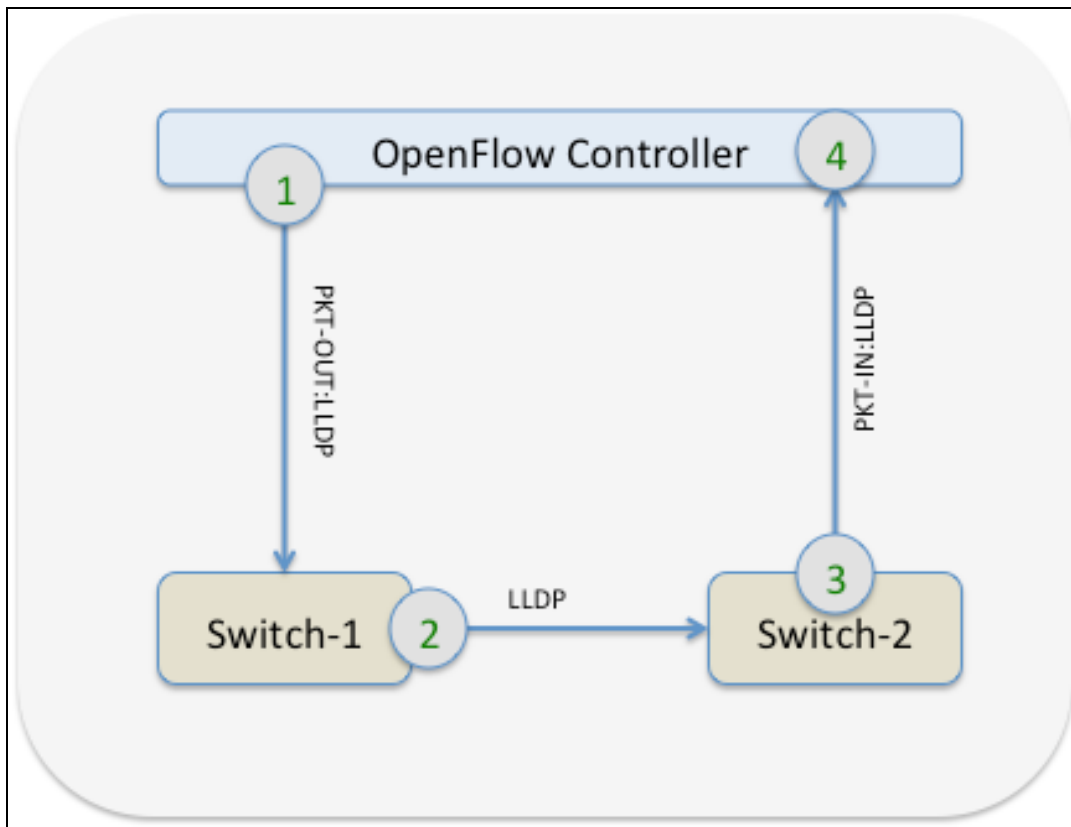 OpenFlow Controller
1
4
PKT-OUT:LLDP
PKT-IN:LLDP
Switch-1
2
LLDP
3
Switch-2